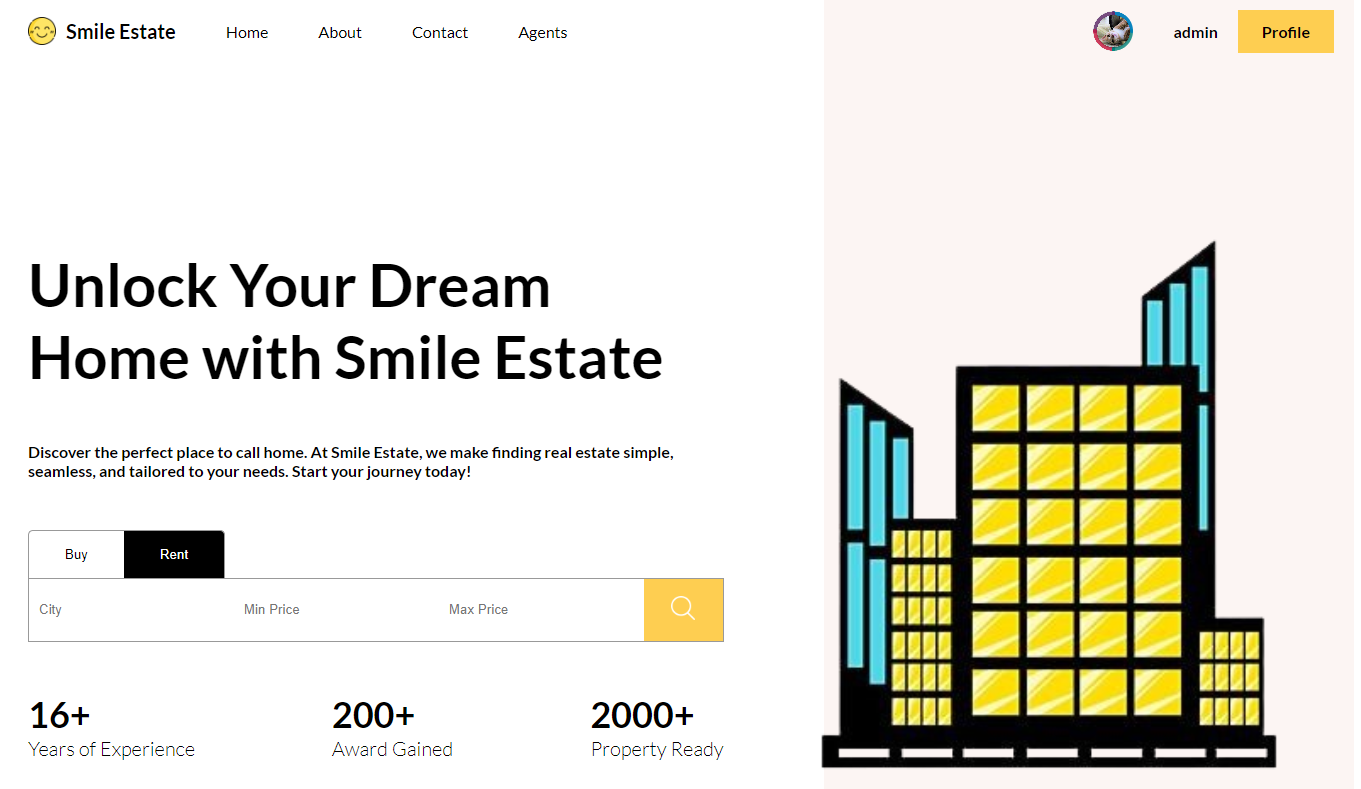 Smile Estate Home About Contact Agents admin Profile
Unlock Your Dream
Home with Smile Estate
Discover the perfect place to call home. At Smile Estate, we make finding real estate simple,
seamless, and tailored to your needs. Start your journey today!
Buy Rent
City Min Price Max Price
16+ 200+ 2000+
Years of Experience Award Gained Property Ready